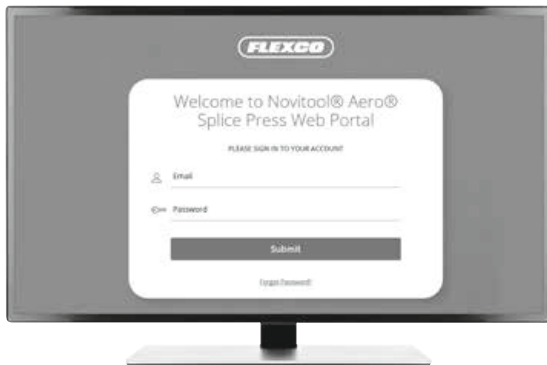 FLEXCO
Welcome to Novitool® Aero®
Splice Press Web Portal
PLEASE SIGN IN TO YOUR ACCOUNT
Email
Password
Submit
Forgot Password?